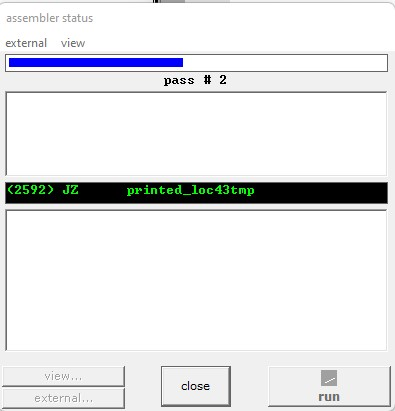 assembler status
external view
pass # 2
(2592) JZ printed_loc43tmp
view...
external...
close
run